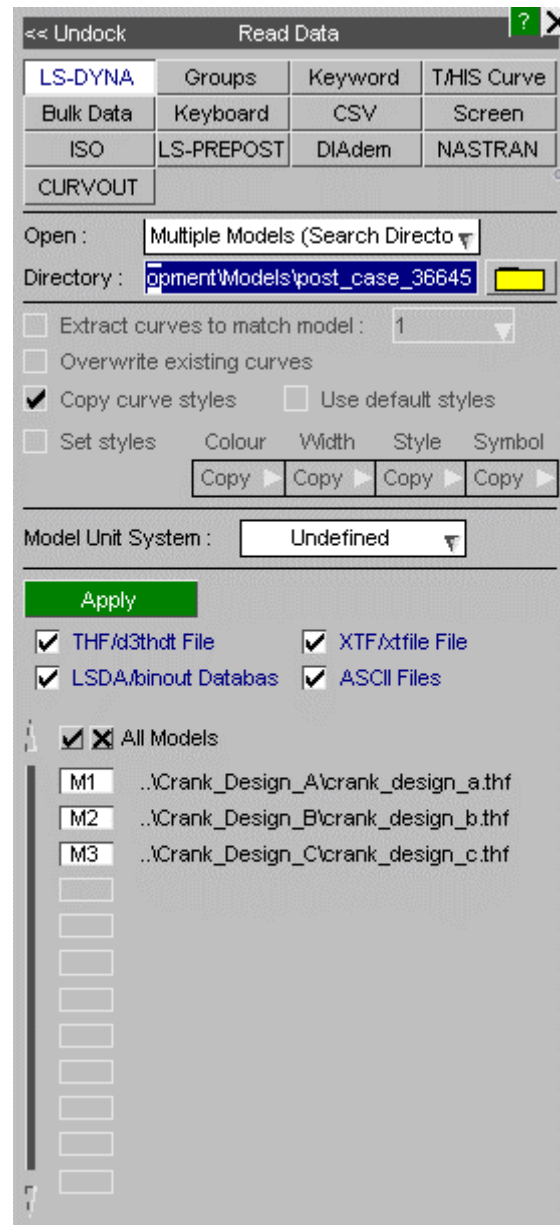 << Undock Read Data ? X
LS-DYNA Groups Keyword T/HIS Curve
Bulk Data Keyboard CSV Screen
ISO LS-PREPOST DIAdem NASTRAN
CURVOUT
Open : Multiple Models (Search Directo
Directory : opment\Models\post_case_36645
Extract curves to match model : 1
Overwrite existing curves
Copy curve styles Use default styles
Set styles Colour Width Style Symbol
Copy Copy Copy Copy
Model Unit System : Undefined
Apply
THF/d3thdt File XTF/xtfile File
LSDA/binout Databas ASCII Files
All Models
M1 ..\Crank_Design_A\crank_design_a.thf
M2 ..\Crank_Design_B\crank_design_b.thf
M3 ..\Crank_Design_C\crank_design_c.thf